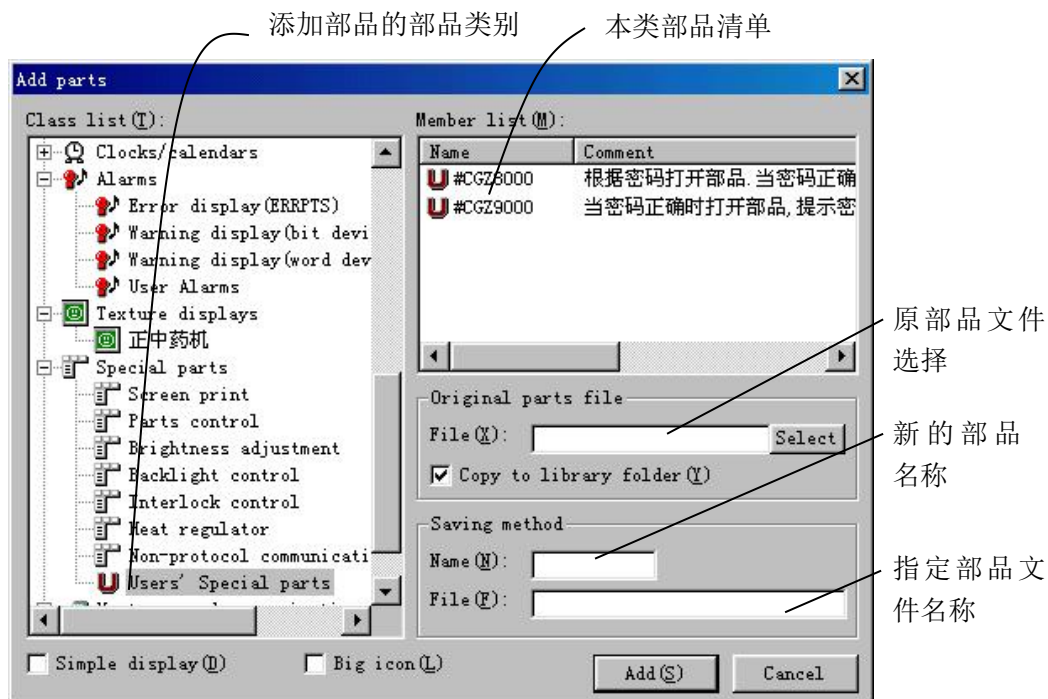 添加部品的部品类别
本类部品清单
Add parts
Class list(T):
Clocks/calendars
Alarms
Error display(ERRPTS)
Warning display(bit devi
Warning display(word dev
User Alarms
Texture displays
正中药机
Special parts
Screen print
Parts control
Brightness adjustment
Backlight control
Interlock control
Heat regulator
Non-protocol communicati
Users' Special parts
Member list(M):
Name Comment
#CGZ8000 根据密码打开部品.当密码正确
#CGZ9000 当密码正确时打开部品,提示密
Original parts file
File(X): Select
Copy to library folder(Y)
Saving method
Name(N):
File(F):
Simple display(D)
Big icon(L)
Add(S)
Cancel
原部品文件
选择
新的部品
名称
指定部品文
件名称